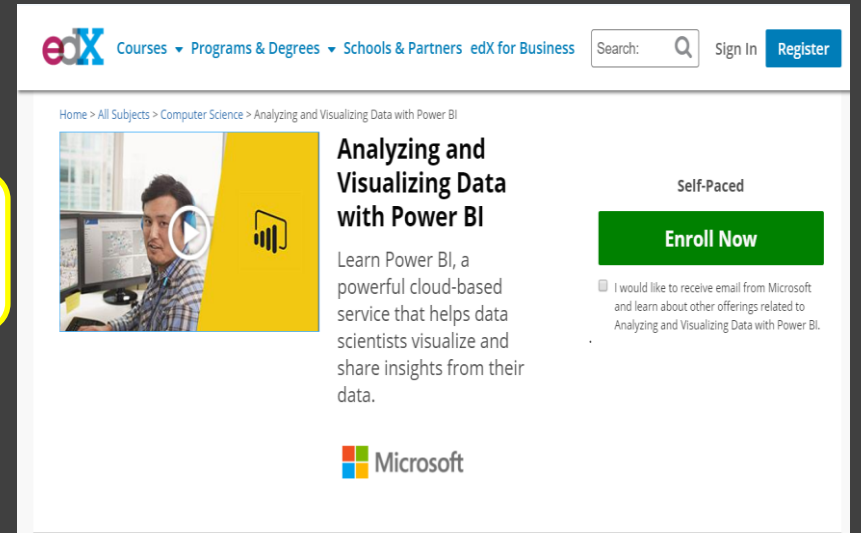 edX Courses Programs & Degrees Schools & Partners edX for Business Search: Sign In Register
Home > All Subjects > Computer Science > Analyzing and Visualizing Data with Power BI
Analyzing and
Visualizing Data
with Power BI
Learn Power BI, a
powerful cloud-based
service that helps data
scientists visualize and
share insights from their
data.
Microsoft
Self-Paced
Enroll Now
I would like to receive email from Microsoft
and learn about other offerings related to
Analyzing and Visualizing Data with Power BI.